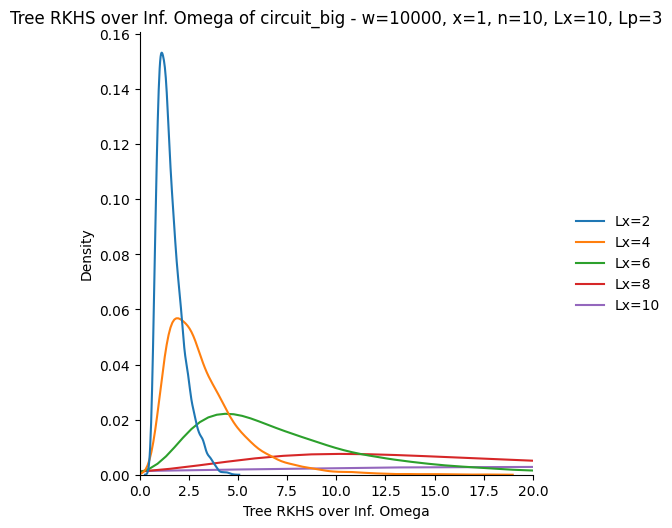 Tree RKHS over Inf. Omega of circuit_big - w=10000, x=1, n=10, Lx=10, Lp=3
0.16
0.14
0.12
0.10
0.08
0.06
0.04
0.02
0.00
Density
0.0 2.5 5.0 7.5 10.0 12.5 15.0 17.5 20.0
Tree RKHS over Inf. Omega
Lx=2
Lx=4
Lx=6
Lx=8
Lx=10